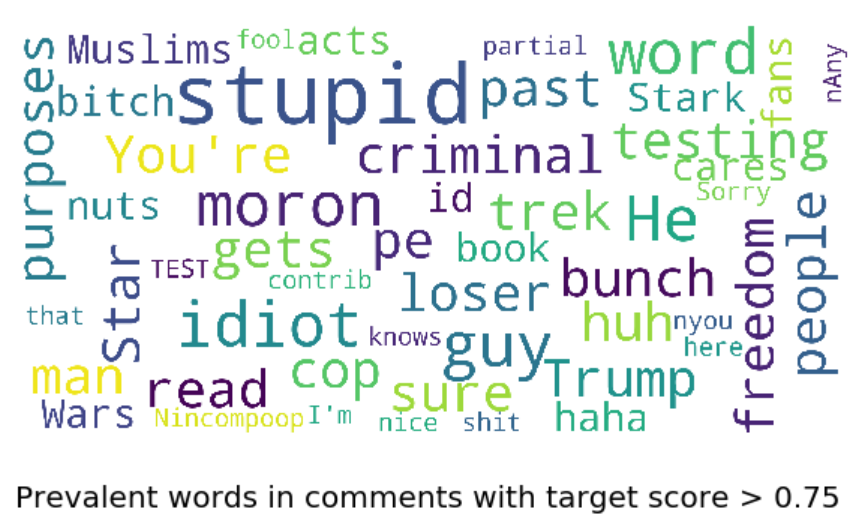 purposes
Muslims
fool
acts
partial
word
fans
nAny
bitch
stupid
past
Stark
You're
criminal
testing
cares
Sorry
nuts
moron
id
trek
He
people
gets
pe
book
freedom
Star
TEST
contrib
loser
bunch
that
idiot
knows
guy
huh
nyou
here
man
read
cop
sure
Trump
Wars
Nincompoop
I'm
nice
shit
haha
Prevalent words in comments with target score > 0.75